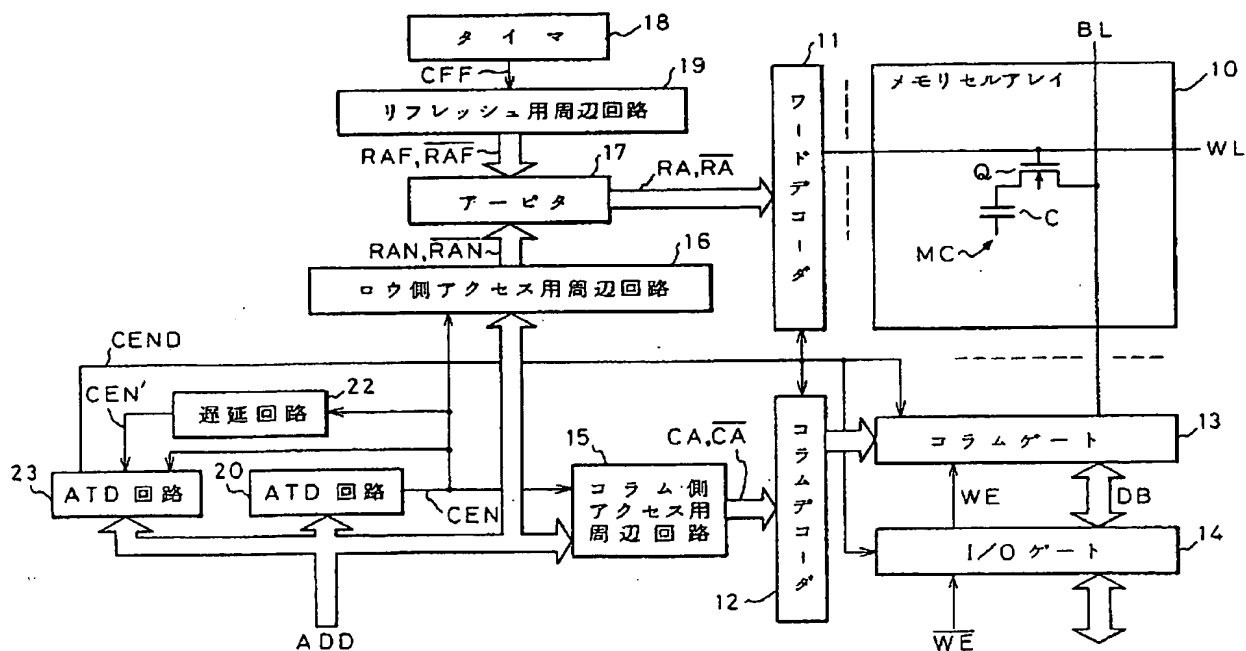 タイマ
18
CFF
19
リフレッシュ用周辺回路
RAF, R̅A̅F̅
17
アービタ
RA, R̅A̅
RAN, R̅A̅N̅
16
ロウ側アクセス用周辺回路
11
ワードデコーダ
BL
メモリセルアレイ
10
WL
Q
C
MC
CEND
CEN'
22
遅延回路
23
ATD回路
20
ATD回路
CEN
15
コラム側
アクセス用
周辺回路
CA, C̅A̅
コラムデコーダ
12
コラムゲート
13
WE
DB
I/Oゲート
14
W̅E̅
ADD